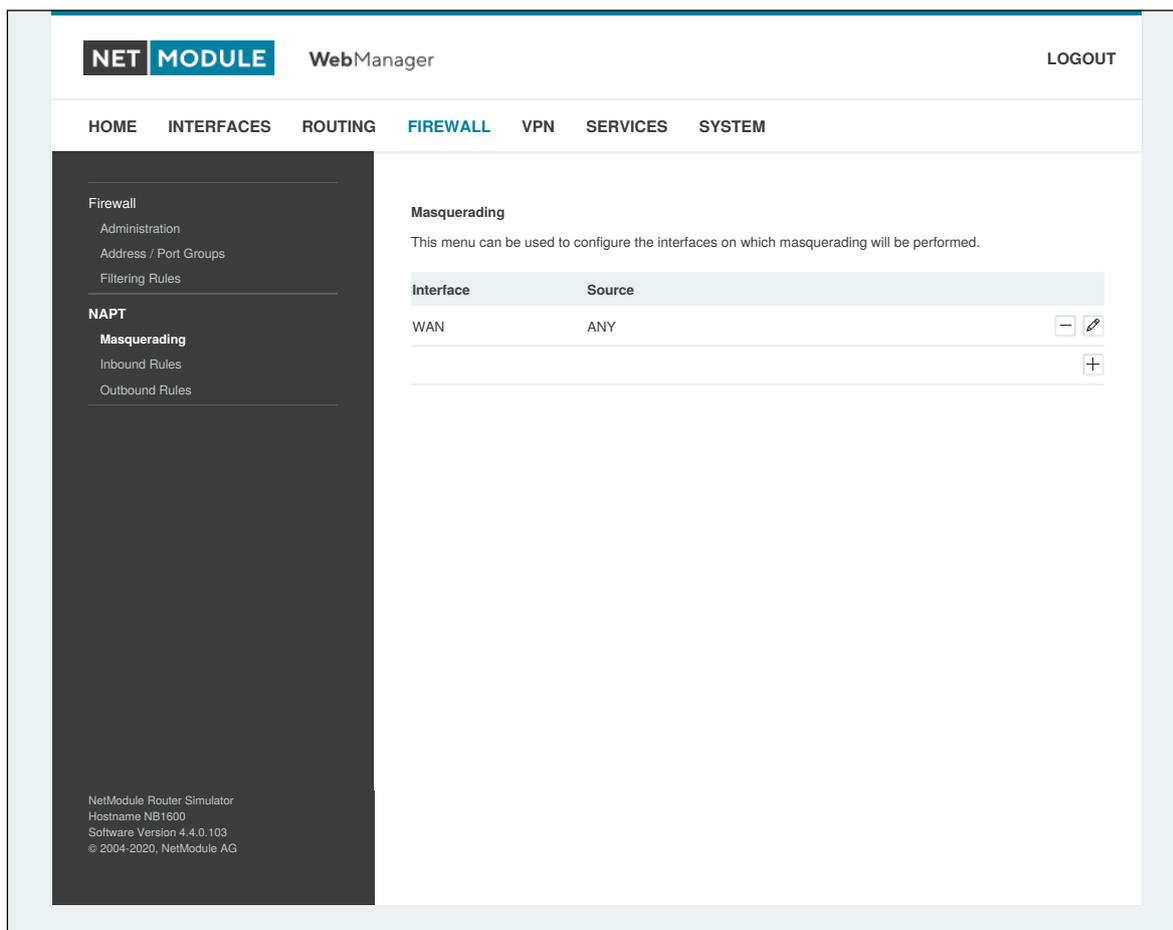 NET MODULE WebManager LOGOUT
HOME INTERFACES ROUTING FIREWALL VPN SERVICES SYSTEM
Firewall
Administration
Address / Port Groups
Filtering Rules
NAPT
Masquerading
Inbound Rules
Outbound Rules
Masquerading
This menu can be used to configure the interfaces on which masquerading will be performed.
Interface Source
WAN ANY
NetModule Router Simulator
Hostname NB1600
Software Version 4.4.0.103
© 2004-2020, NetModule AG